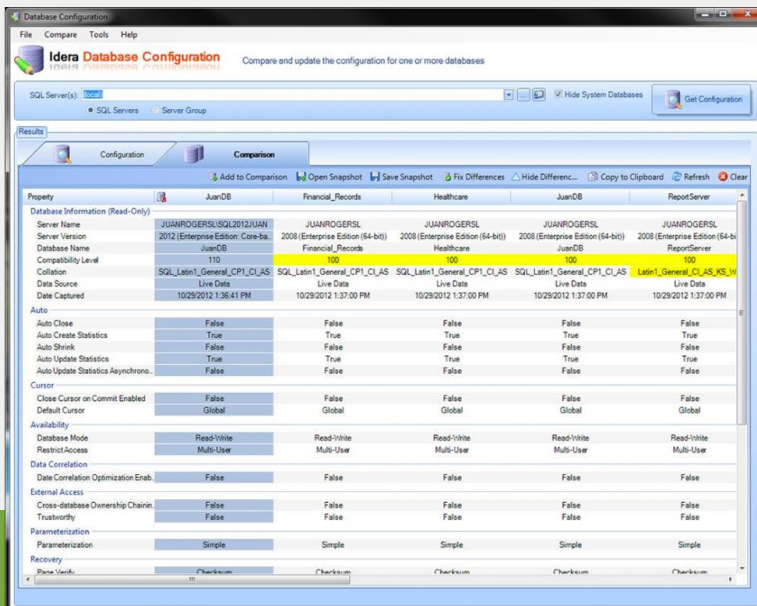 Database Configuration
File Compare Tools Help
Idera Database Configuration Compare and update the configuration for one or more databases
SQL Server(s): (local) ... Hide System Databases Get Configuration
SQL Servers Server Group
Results
Configuration Comparison
Add to Comparison Open Snapshot Save Snapshot Fix Differences Hide Differenc... Copy to Clipboard Refresh Clear
Property JuanDB Financial_Records Healthcare JuanDB ReportServer
Database Information (Read-Only)
Server Name JUANROGERSL\SQL2012JUAN JUANROGERSL JUANROGERSL JUANROGERSL JUANROGERSL
Server Version 2012 (Enterprise Edition: Core-ba.. 2008 (Enterprise Edition (64-bit)) 2008 (Enterprise Edition (64-bit)) 2008 (Enterprise Edition (64-bit)) 2008 (Enterprise Edition (64-bi
Database Name JuanDB Financial_Records Healthcare JuanDB ReportServer
Compatibility Level 110 100 100 100 100
Collation SQL_Latin1_General_CP1_CI_AS SQL_Latin1_General_CP1_CI_AS SQL_Latin1_General_CP1_CI_AS SQL_Latin1_General_CP1_CI_AS Latin1_General_CI_AS_KS_W
Data Source Live Data Live Data Live Data Live Data Live Data
Date Captured 10/29/2012 1:36:41 PM 10/29/2012 1:37:00 PM 10/29/2012 1:37:00 PM 10/29/2012 1:37:00 PM 10/29/2012 1:37:00 PM
Auto
Auto Close False False False False False
Auto Create Statistics True True True True True
Auto Shrink False False False False False
Auto Update Statistics True True True True True
Auto Update Statistics Asynchrono.. False False False False False
Cursor
Close Cursor on Commit Enabled False False False False False
Default Cursor Global Global Global Global Global
Availability
Database Mode Read-Write Read-Write Read-Write Read-Write Read-Write
Restrict Access Multi-User Multi-User Multi-User Multi-User Multi-User
Data Correlation
Date Correlation Optimization Enab.. False False False False False
External Access
Cross-database Ownership Chainin.. False False False False False
Trustworthy False False False False False
Parameterization
Parameterization Simple Simple Simple Simple Simple
Recovery
Page Verify Checksum Checksum Checksum Checksum Checksum